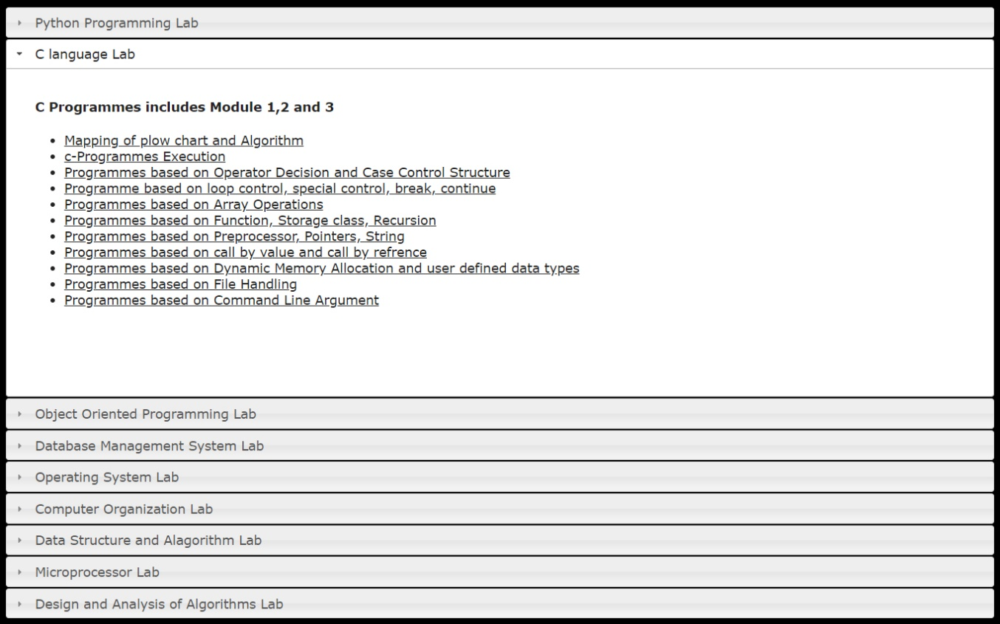 Python Programming Lab
C language Lab
C Programmes includes Module 1,2 and 3
Mapping of plow chart and Algorithm
c-Programmes Execution
Programmes based on Operator Decision and Case Control Structure
Programme based on loop control, special control, break, continue
Programmes based on Array Operations
Programmes based on Function, Storage class, Recursion
Programmes based on Preprocessor, Pointers, String
Programmes based on call by value and call by refrence
Programmes based on Dynamic Memory Allocation and user defined data types
Programmes based on File Handling
Programmes based on Command Line Argument
Object Oriented Programming Lab
Database Management System Lab
Operating System Lab
Computer Organization Lab
Data Structure and Alagorithm Lab
Microprocessor Lab
Design and Analysis of Algorithms Lab